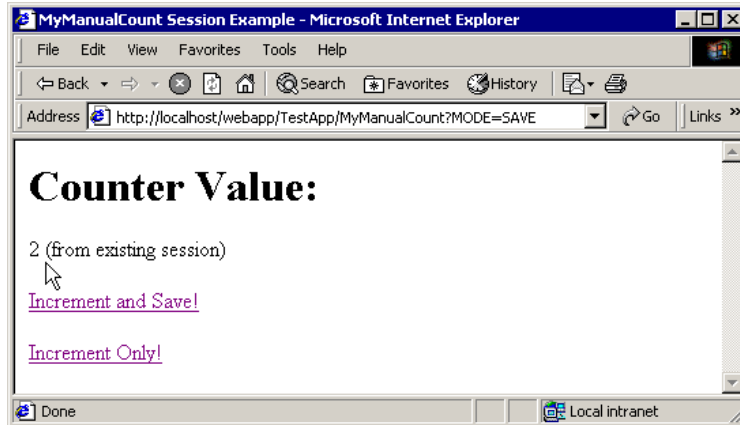 MyManualCount Session Example - Microsoft Internet Explorer
File Edit View Favorites Tools Help
Back Search Favorites History
Address http://localhost/webapp/TestApp/MyManualCount?MODE=SAVE Go Links »
Counter Value:
2 (from existing session)
Increment and Save!
Increment Only!
Done Local intranet